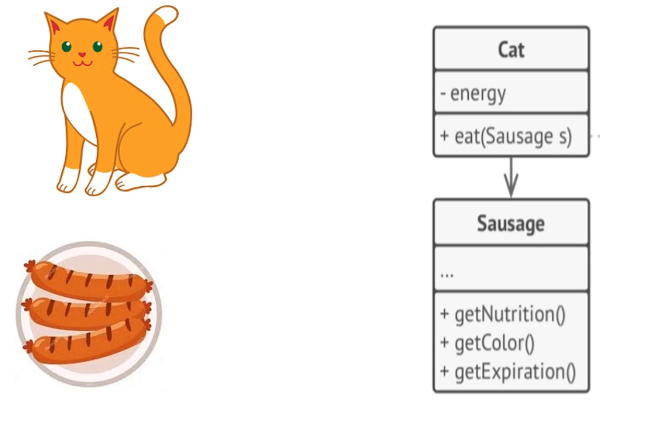 Cat
- energy
+ eat(Sausage s)
Sausage
...
+ getNutrition()
+ getColor()
+ getExpiration()